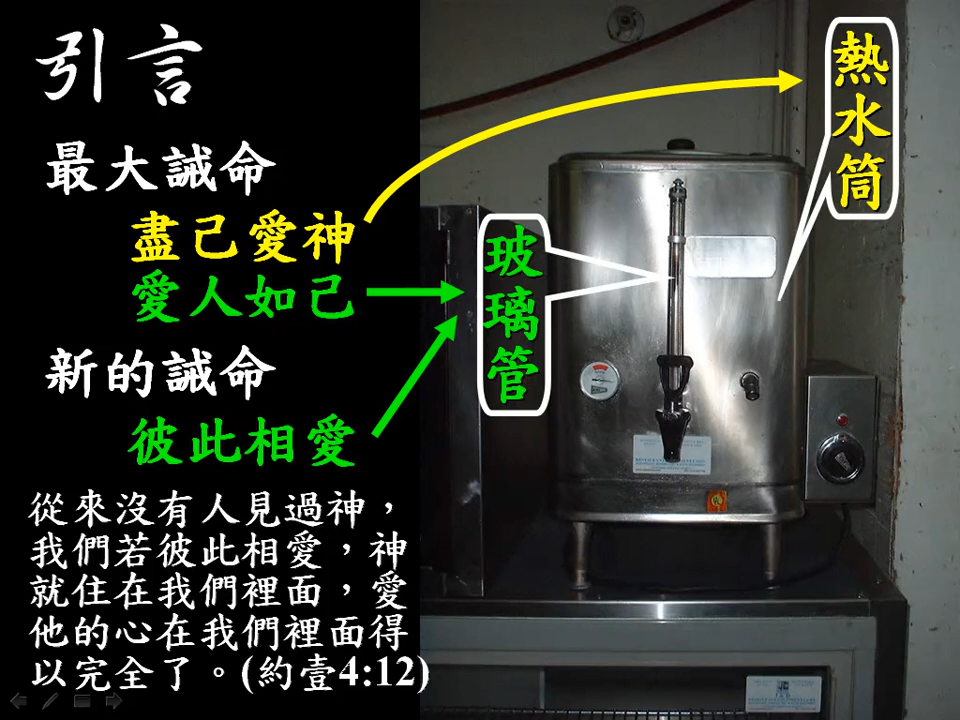 引言
最大誡命
盡己愛神
愛人如己
新的誡命
彼此相愛
從來沒有人見過神，
我們若彼此相愛，神
就住在我們裡面，愛
他的心在我們裡面得
以完全了。(約壹4:12)
玻璃管
熱水筒